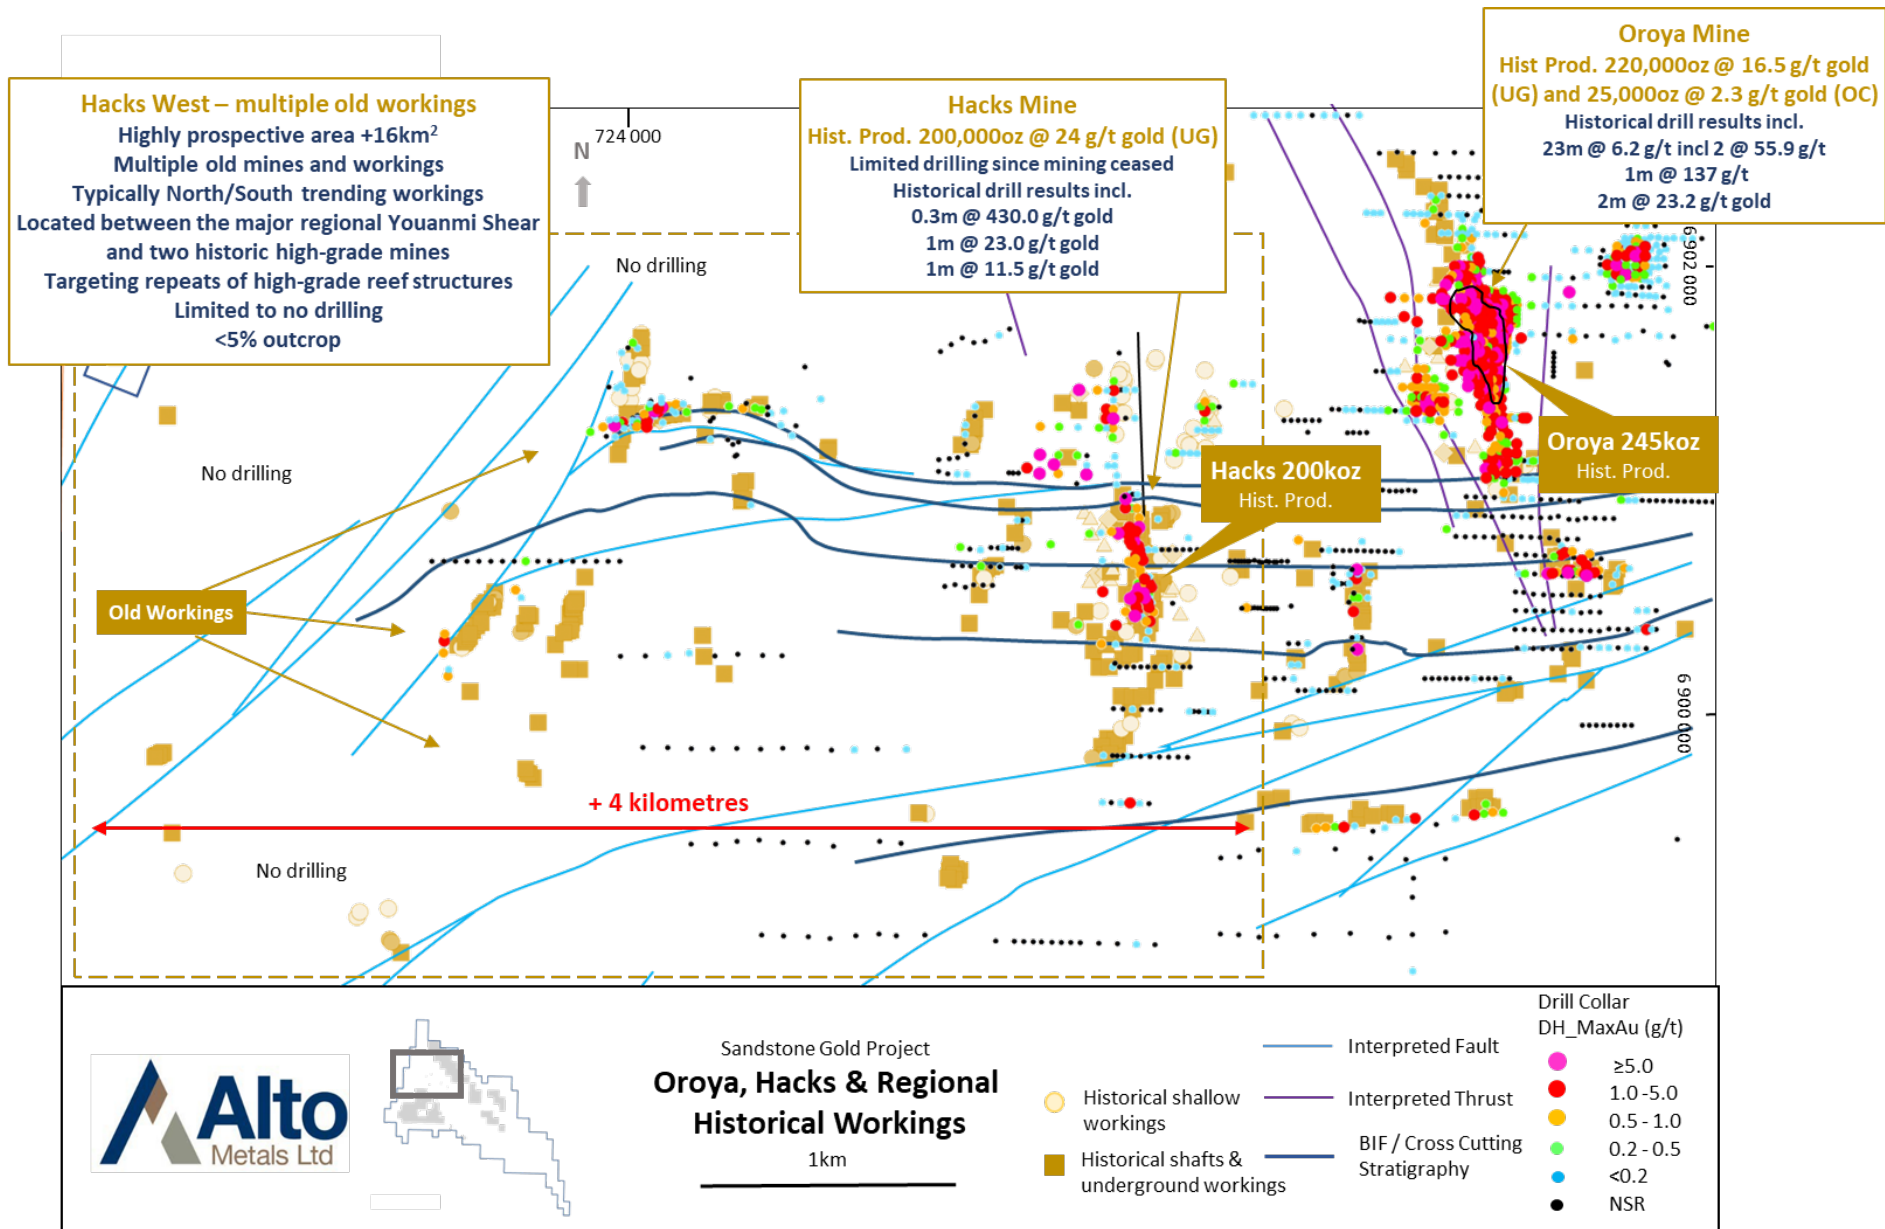 Hacks West – multiple old workings
Highly prospective area +16km²
Multiple old mines and workings
Typically North/South trending workings
Located between the major regional Youanmi Shear
and two historic high-grade mines
Targeting repeats of high-grade reef structures
Limited to no drilling
<5% outcrop
N
724 000
Hacks Mine
Hist. Prod. 200,000oz @ 24 g/t gold (UG)
Limited drilling since mining ceased
Historical drill results incl.
0.3m @ 430.0 g/t gold
1m @ 23.0 g/t gold
1m @ 11.5 g/t gold
Oroya Mine
Hist Prod. 220,000oz @ 16.5 g/t gold
(UG) and 25,000oz @ 2.3 g/t gold (OC)
Historical drill results incl.
23m @ 6.2 g/t incl 2 @ 55.9 g/t
1m @ 137 g/t
2m @ 23.2 g/t gold
6 902 000
No drilling
No drilling
Hacks 200koz
Hist. Prod.
Oroya 245koz
Hist. Prod.
Old Workings
6 900 000
+ 4 kilometres
No drilling
Alto
Metals Ltd
Sandstone Gold Project
Oroya, Hacks & Regional
Historical Workings
1km
Historical shallow
workings
Historical shafts &
underground workings
Interpreted Fault
Interpreted Thrust
BIF / Cross Cutting
Stratigraphy
Drill Collar
DH_MaxAu (g/t)
≥5.0
1.0 -5.0
0.5 - 1.0
0.2 - 0.5
<0.2
NSR